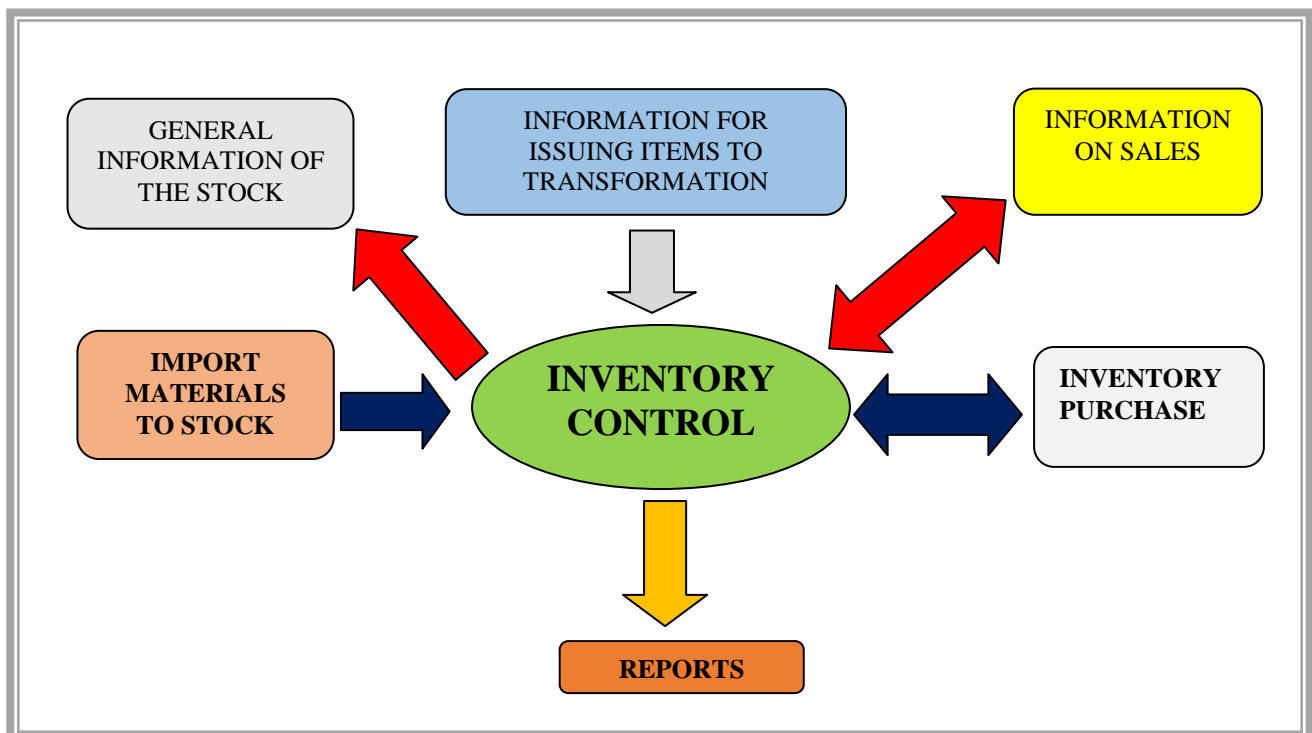 GENERAL
INFORMATION OF
THE STOCK
INFORMATION FOR
ISSUING ITEMS TO
TRANSFORMATION
INFORMATION
ON SALES
IMPORT
MATERIALS
TO STOCK
INVENTORY
CONTROL
INVENTORY
PURCHASE
REPORTS